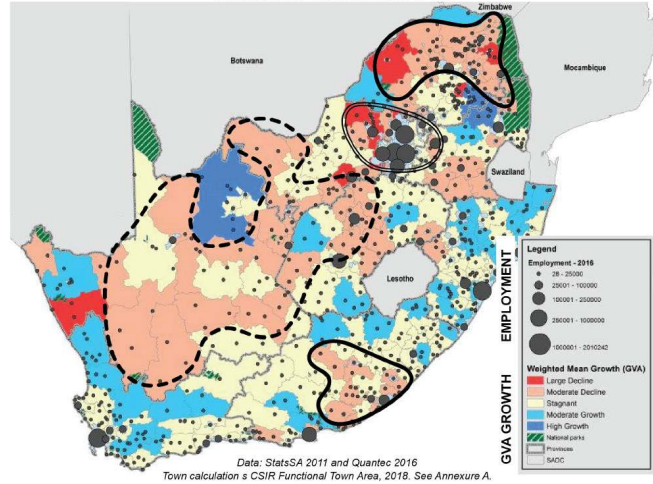 Zimbabwe
Botswana
Mocambique
Swaziland
Lesotho
EMPLOYMENT
GVA GROWTH
Legend
Employment - 2016
26 - 25000
25001 - 100000
100001 - 250000
250001 - 1000000
1000001 - 2010242
Weighted Mean Growth (GVA)
Large Decline
Moderate Decline
Stagnant
Moderate Growth
High Growth
National parks
Provinces
SADC
Data: StatsSA 2011 and Quantec 2016
Town calculation s CSIR Functional Town Area, 2018. See Annexure A.